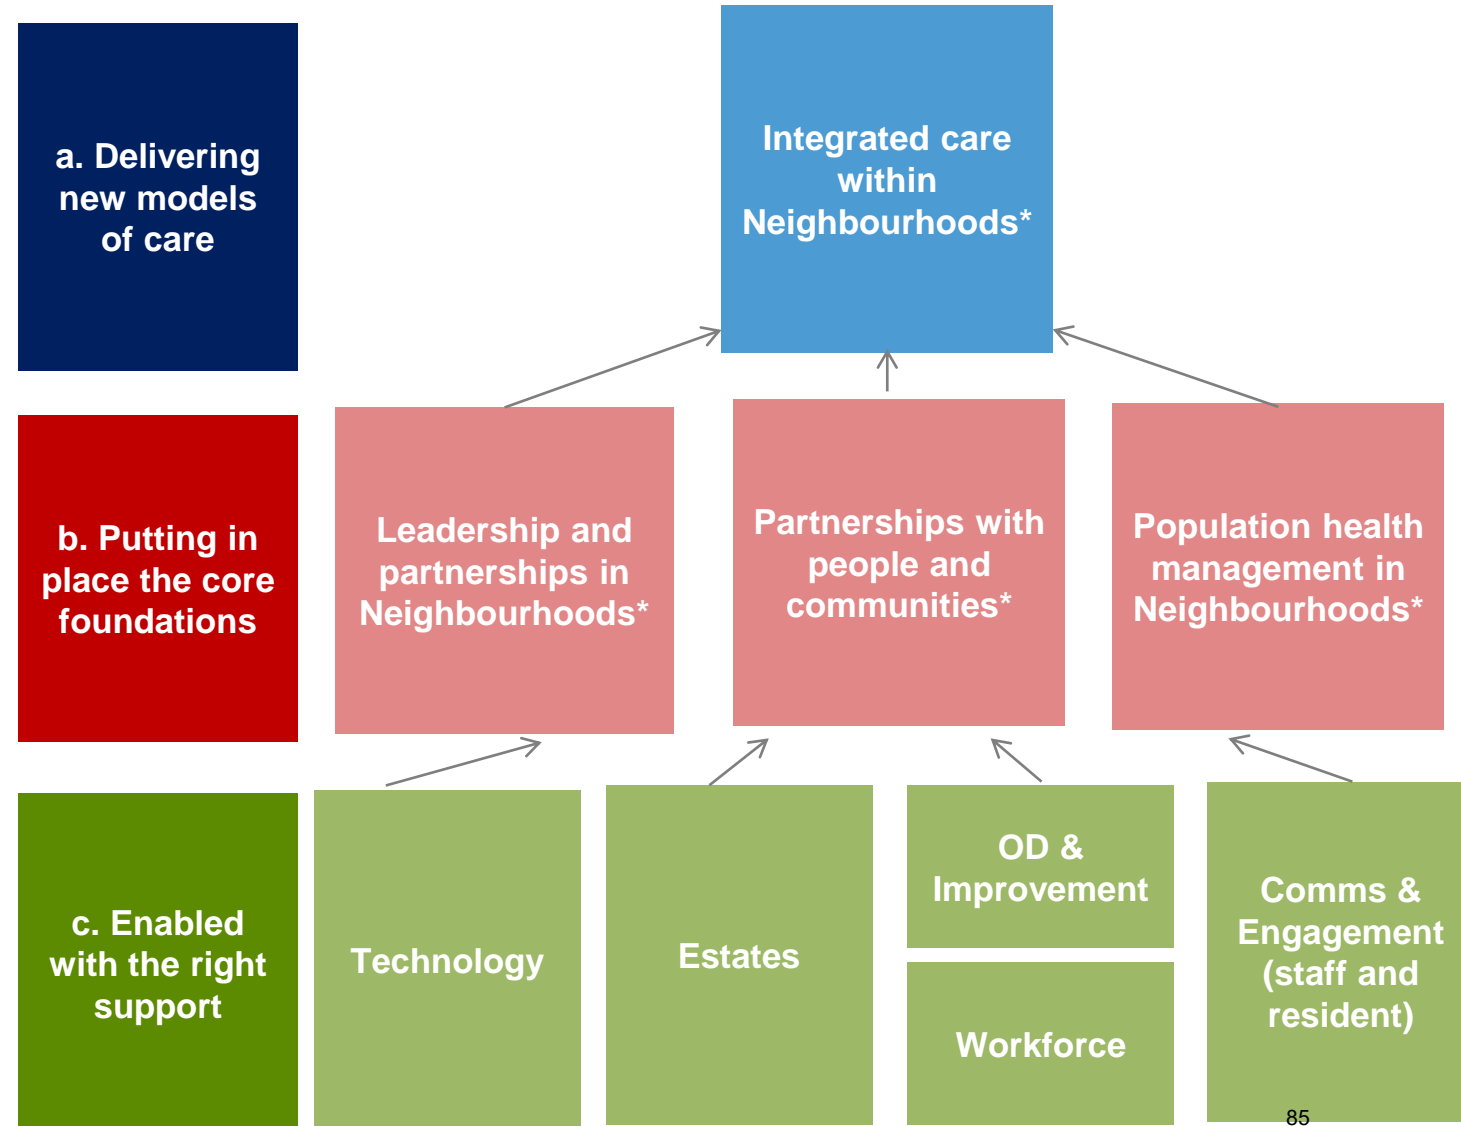 a. Delivering
new models
of care
Integrated care
within
Neighbourhoods*
b. Putting in
place the core
foundations
Leadership and
partnerships in
Neighbourhoods*
Partnerships with
people and
communities*
Population health
management in
Neighbourhoods*
c. Enabled
with the right
support
Technology
Estates
OD &
Improvement
Workforce
Comms &
Engagement
(staff and
resident)
85